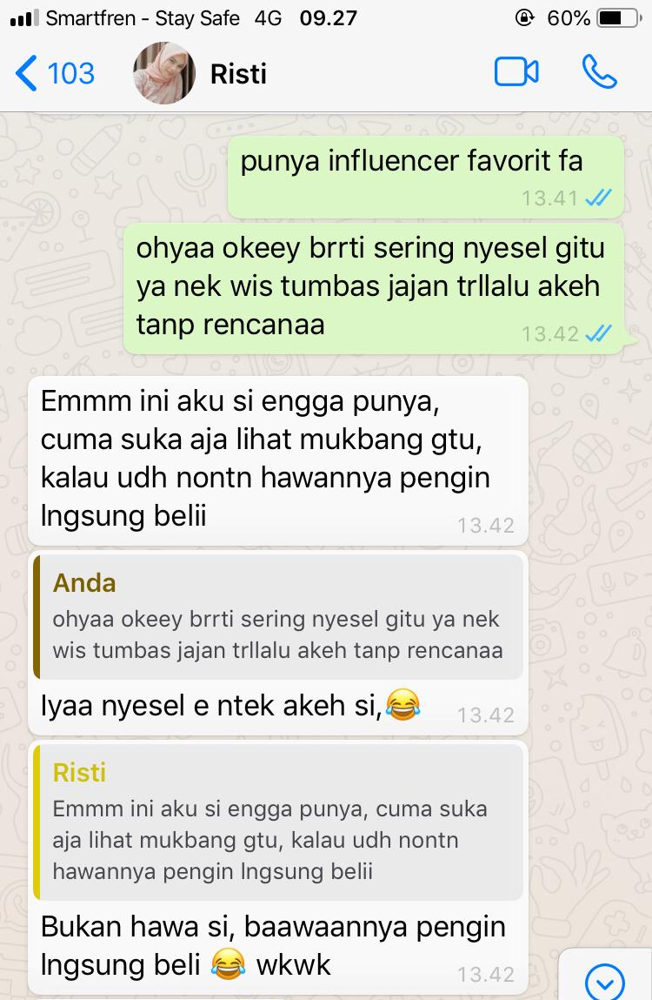 Smartfren - Stay Safe 4G 09.27 60%
103 Risti
punya influencer favorit fa
13.41
ohyaa okeey brrti sering nyesel gitu
ya nek wis tumbas jajan trllalu akeh
tanp rencanaa 13.42
Emmm ini aku si engga punya,
cuma suka aja lihat mukbang gtu,
kalau udh nontn hawannya pengin
lngsung belii 13.42
Anda
ohyaa okeey brrti sering nyesel gitu ya nek
wis tumbas jajan trllalu akeh tanp rencanaa
Iyaa nyesel e ntek akeh si,😂 13.42
Risti
Emmm ini aku si engga punya, cuma suka
aja lihat mukbang gtu, kalau udh nontn
hawannya pengin lngsung belii
Bukan hawa si, baawaannya pengin
lngsung beli 😂 wkwk 13.42